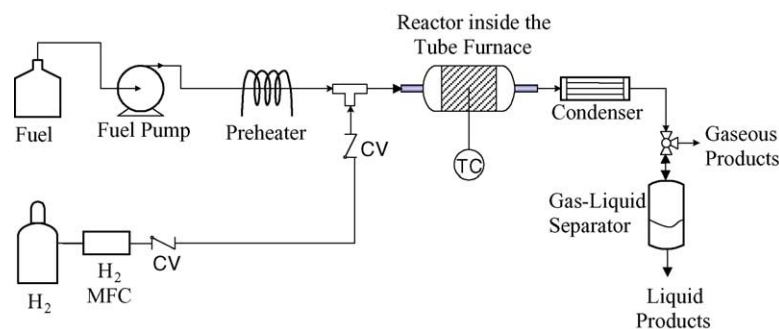 Reactor inside the
Tube Furnace
Fuel
Fuel Pump
Preheater
CV
TC
Condenser
Gaseous
Products
Gas-Liquid
Separator
Liquid
Products
H₂
H₂
MFC
CV